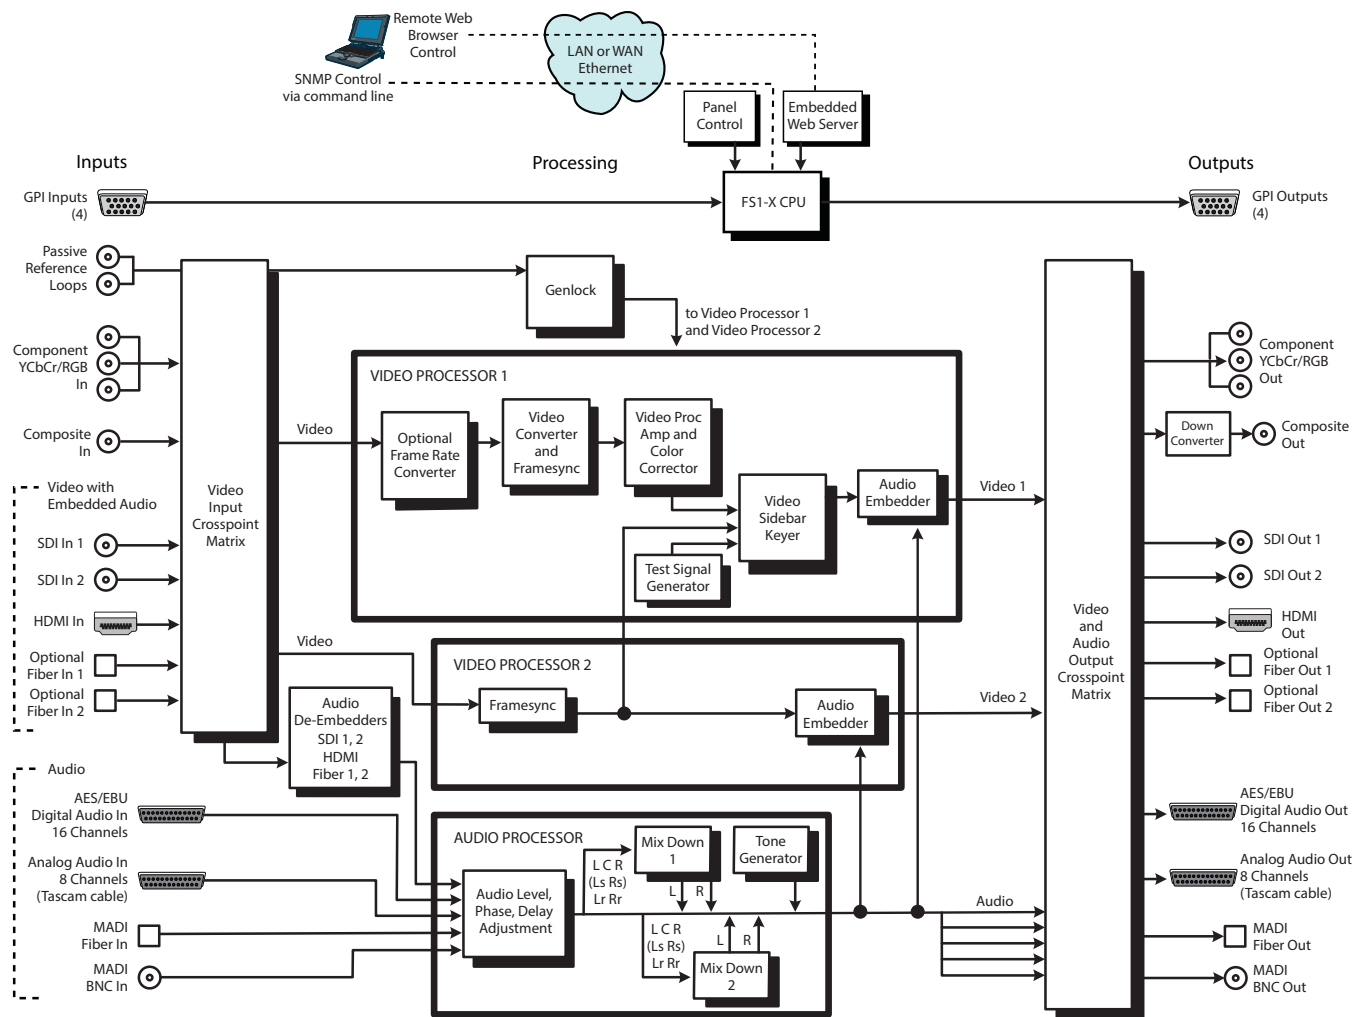 Remote Web
Browser
Control
SNMP Control
via command line
LAN or WAN
Ethernet
Panel
Control
Embedded
Web Server
Inputs
Processing
Outputs
GPI Inputs
(4)
FS1-X CPU
GPI Outputs
(4)
Passive
Reference
Loops
Genlock
to Video Processor 1
and Video Processor 2
Component
YCbCr/RGB
In
Composite
In
Video with
Embedded Audio
SDI In 1
SDI In 2
HDMI In
Optional
Fiber In 1
Optional
Fiber In 2
Video
Input
Crosspoint
Matrix
Video
Video
VIDEO PROCESSOR 1
Optional
Frame Rate
Converter
Video
Converter
and
Framesync
Video Proc
Amp and
Color
Corrector
Video
Sidebar
Keyer
Test Signal
Generator
Audio
Embedder
Video 1
VIDEO PROCESSOR 2
Framesync
Audio
Embedder
Video 2
Audio
De-Embedders
SDI 1, 2
HDMI
Fiber 1, 2
Audio
AES/EBU
Digital Audio In
16 Channels
Analog Audio In
8 Channels
(Tascam cable)
MADI
Fiber In
MADI
BNC In
AUDIO PROCESSOR
Audio Level,
Phase, Delay
Adjustment
L C R
(Ls Rs)
Lr Rr
Mix Down
1
L
R
Tone
Generator
L C R
(Ls Rs)
Lr Rr
L
R
Mix Down
2
Audio
Video
and
Audio
Output
Crosspoint
Matrix
Component
YCbCr/RGB
Out
Down
Converter
Composite
Out
SDI Out 1
SDI Out 2
HDMI
Out
Optional
Fiber Out 1
Optional
Fiber Out 2
AES/EBU
Digital Audio Out
16 Channels
Analog Audio Out
8 Channels
(Tascam cable)
MADI
Fiber Out
MADI
BNC Out